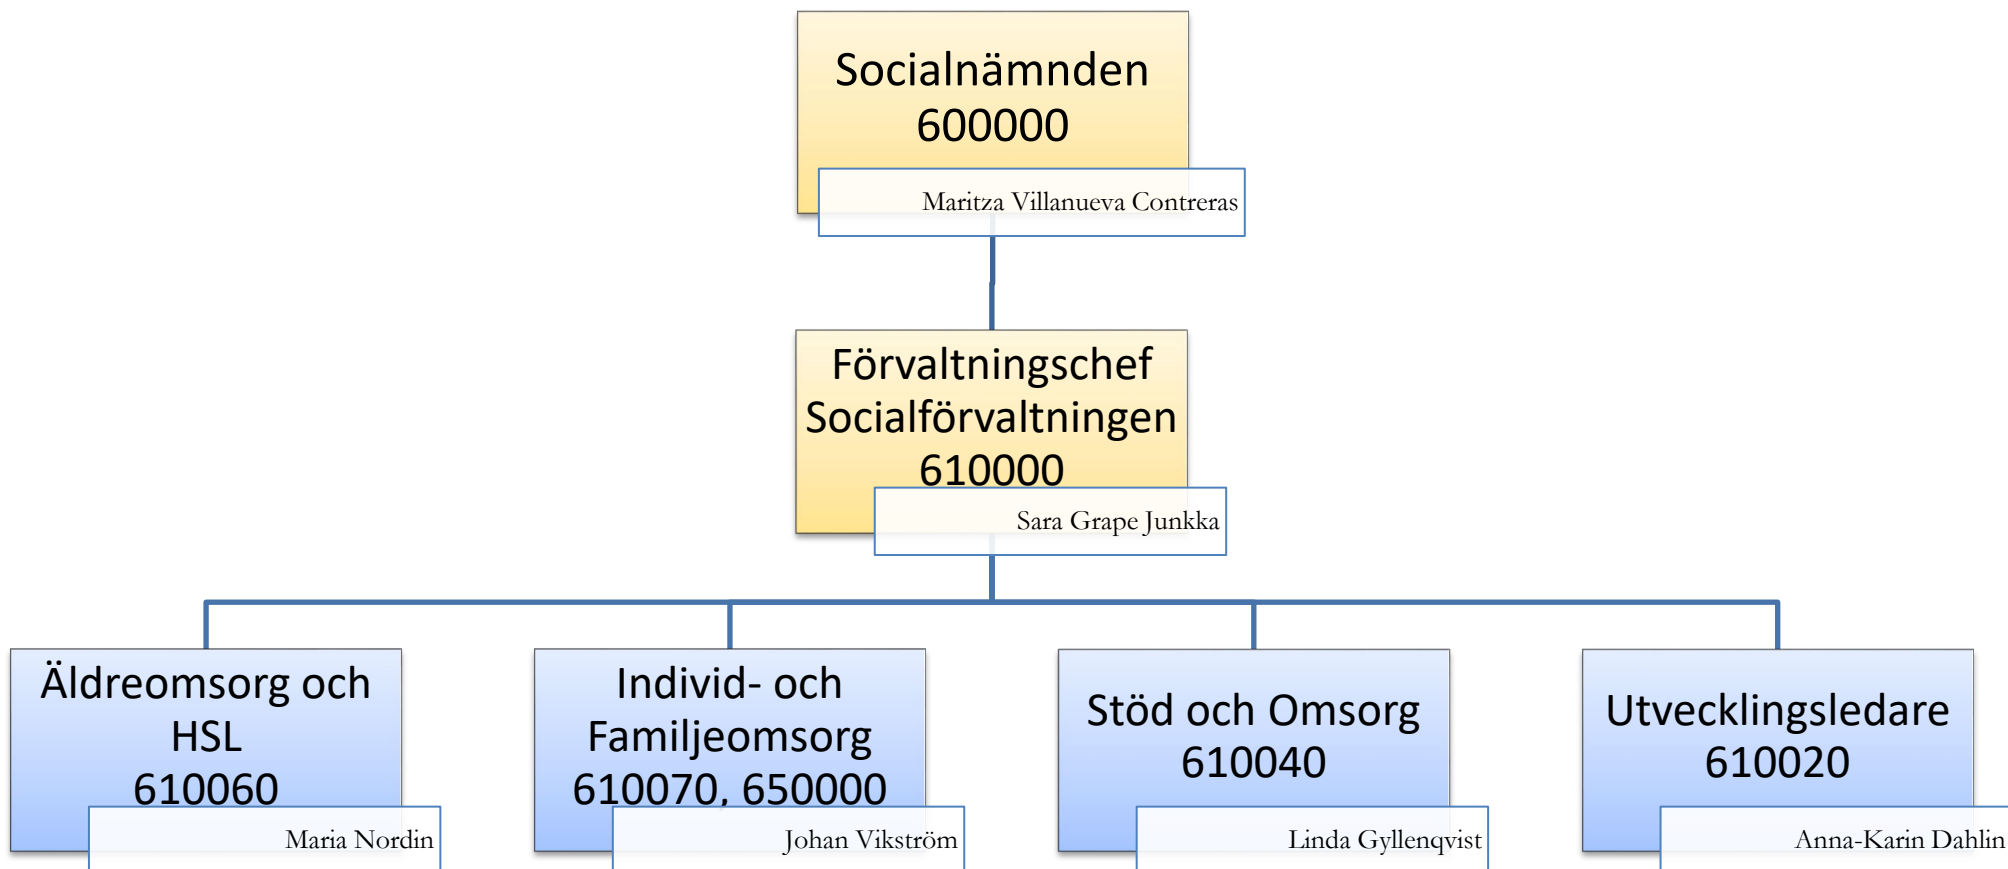 Socialnämnden
600000
Maritza Villanueva Contreras
Förvaltningschef
Socialförvaltningen
610000
Sara Grape Junkka
Äldreomsorg och
HSL
610060
Maria Nordin
Individ- och
Familjeomsorg
610070, 650000
Johan Vikström
Stöd och Omsorg
610040
Linda Gyllenqvist
Utvecklingsledare
610020
Anna-Karin Dahlin